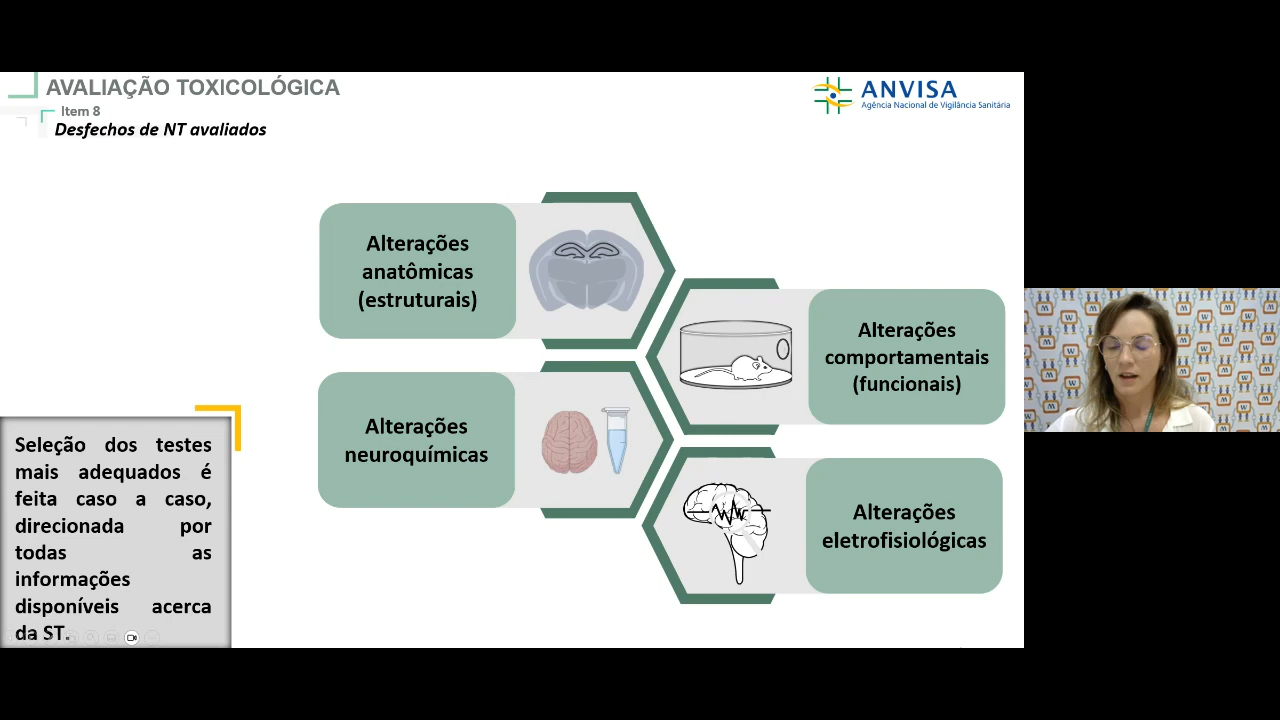 AVALIAÇÃO TOXICOLÓGICA
Item 8
Desfechos de NT avaliados
ANVISA
Agência Nacional de Vigilância Sanitária
Alterações
anatômicas
(estruturais)
Alterações
comportamentais
(funcionais)
Alterações
neuroquímicas
Alterações
eletrofisiológicas
Seleção dos testes
mais adequados é
feita caso a caso,
direcionada por
todas as
informações
disponíveis acerca
da ST.